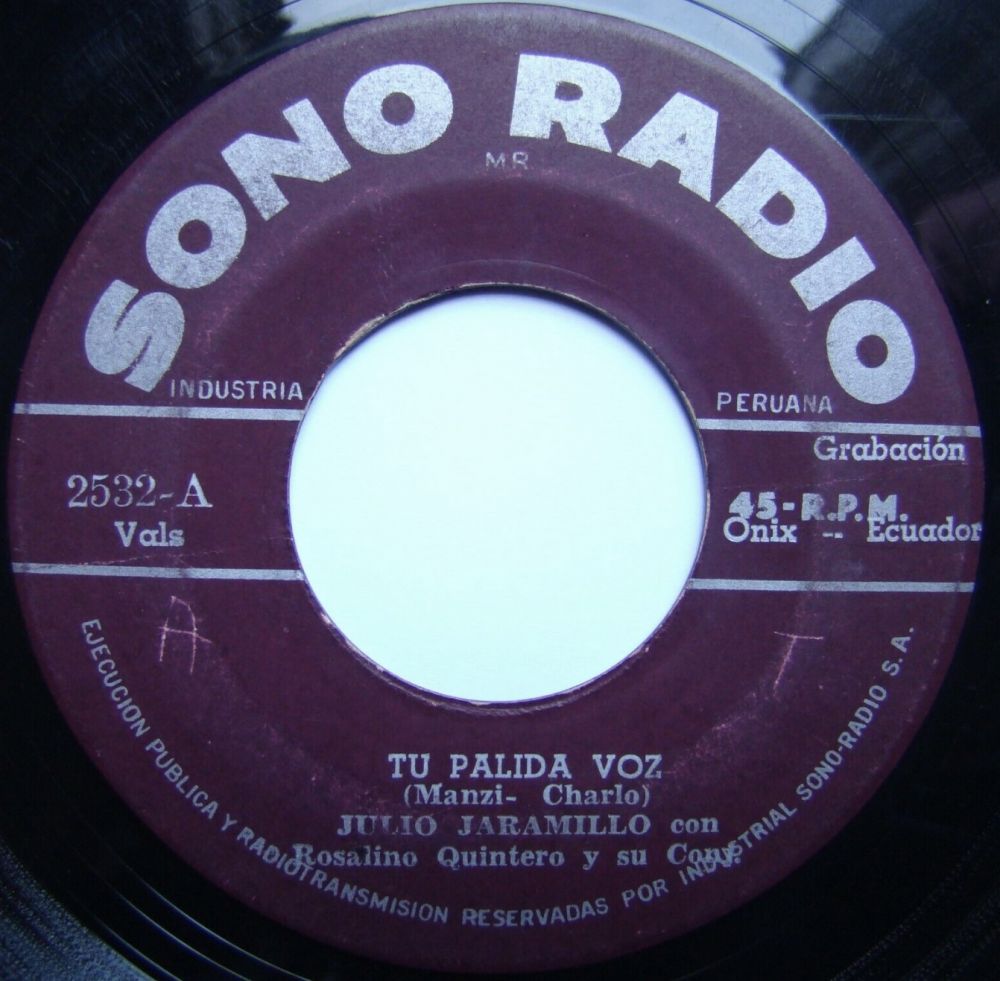 SONO RADIO
MR.
INDUSTRIA PERUANA
Grabación
2532-A
45-R.P.M.
Vals
Onix -- Ecuador
A
T
TU PALIDA VOZ
(Manzi- Charlo)
JULIO JARAMILLO con
Rosalino Quintero y su Conj.
EJECUCION PUBLICA Y RADIOTRANSMISION RESERVADAS POR INDUSTRIAL SONO-RADIO S.A.